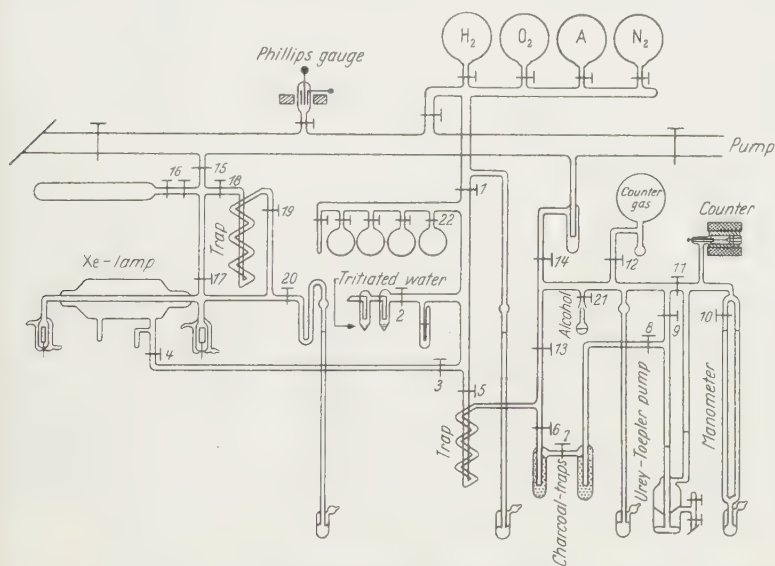 H2 O2 A N2
Phillips gauge
Pump
15
16
18
1
19
Trap
22
Counter gas
Counter
14
12
11
Xe-lamp
17
20
Tritiated water
2
Alcohol
21
8
9
10
4
3
5
13
Trap
6
7
Charcoal-traps
Urey-Toepler pump
Manometer